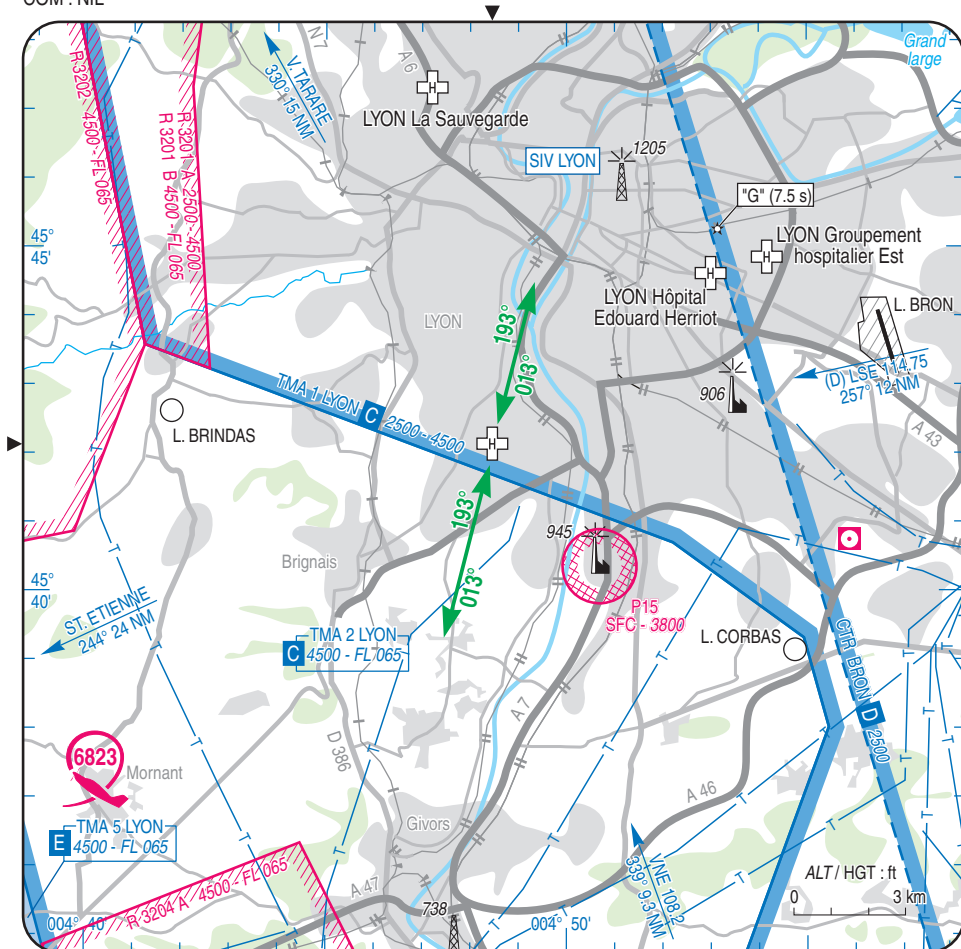 COM : NIL
R 3202 4500 - FL 065
R 3201 A 2500 - 4500
R 3201 B 4500 - FL 065
V. TARARE
330° 15 NM
N 7
A 6
LYON La Sauvegarde
Grand
large
SIV LYON
1205
"G" (7.5 s)
45°
45'
LYON Groupement
hospitalier Est
LYON Hôpital
Edouard Herriot
L. BRON
LYON
193°
013°
(D) LSE 114.75
257° 12 NM
906
TMA 1 LYON C 2500 - 4500
A 43
L. BRINDAS
193°
013°
945
Brignais
45°
40'
P15
SFC - 3800
ST. ETIENNE
244° 24 NM
L. CORBAS
C
TMA 2 LYON
4500 - FL 065
CTR BRON D 2500
A 7
D 386
6823
Mornant
A 46
Givors
E
TMA 5 LYON
4500 - FL 065
VNE 108.2
339° 9.3 NM
R 3204 A 4500 - FL 065
A 47
738
ALT / HGT : ft
0 3 km
004° 40'
004° 50'
T